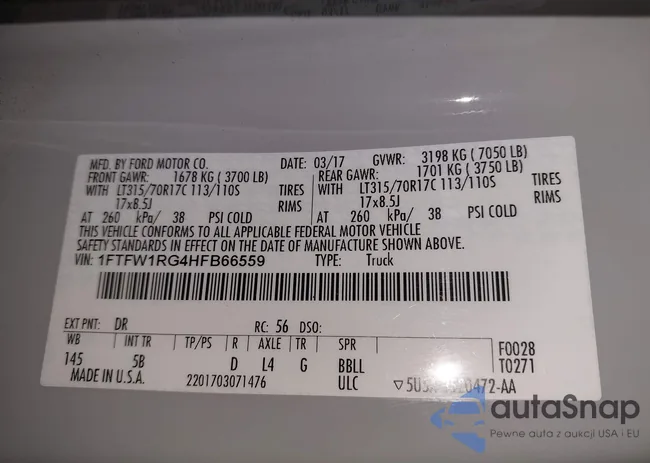 MFD. BY FORD MOTOR CO. DATE: 03/17 GVWR: 3198 KG ( 7050 LB)
FRONT GAWR: 1678 KG ( 3700 LB) REAR GAWR: 1701 KG ( 3750 LB)
WITH LT315/70R17C 113/110S TIRES WITH LT315/70R17C 113/110S TIRES
17x8.5J RIMS 17x8.5J RIMS
AT 260 kPa/ 38 PSI COLD AT 260 kPa/ 38 PSI COLD
THIS VEHICLE CONFORMS TO ALL APPLICABLE FEDERAL MOTOR VEHICLE
SAFETY STANDARDS IN EFFECT ON THE DATE OF MANUFACTURE SHOWN ABOVE.
VIN: 1FTFW1RG4HFB66559 TYPE: Truck
EXT PNT: DR RC: 56 DSO:
WB INT TR TP/PS R AXLE TR SPR F0028
145 5B D L4 G BBLL T0271
MADE IN U.S.A. 2201703071476 ULC
autaSnap
Pewne auta z aukcji USA i EU